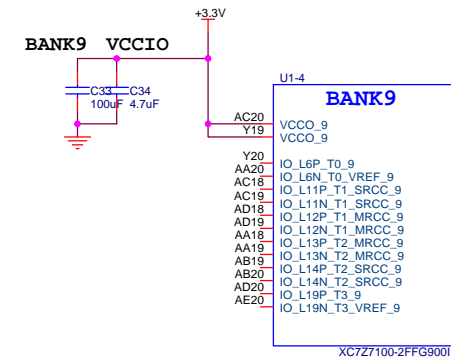 +3.3V
BANK9 VCCIO
C33 C34
100uF 4.7uF
U1-4
BANK9
AC20 VCCO_9
Y19 VCCO_9
Y20 IO_L6P_T0_9
AA20 IO_L6N_T0_VREF_9
AC18 IO_L11P_T1_SRCC_9
AC19 IO_L11N_T1_SRCC_9
AD18 IO_L12P_T1_MRCC_9
AD19 IO_L12N_T1_MRCC_9
AA18 IO_L13P_T2_MRCC_9
AA19 IO_L13N_T2_MRCC_9
AB19 IO_L14P_T2_SRCC_9
AB20 IO_L14N_T2_SRCC_9
AD20 IO_L19P_T3_9
AE20 IO_L19N_T3_VREF_9
XC7Z7100-2FFG900I